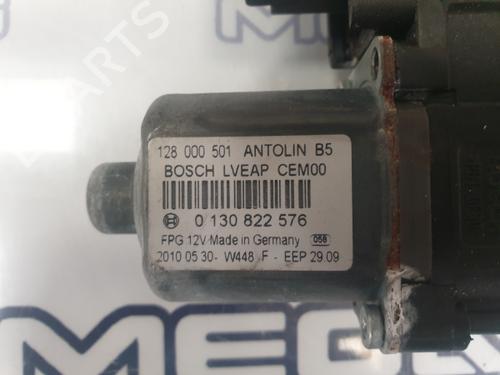 PARTS
128 000 501 ANTOLIN B5
BOSCH LVEAP CEM00
0 130 822 576
FPG 12V Made in Germany 058
2010 05 30 - W448 - F - EEP 29.09